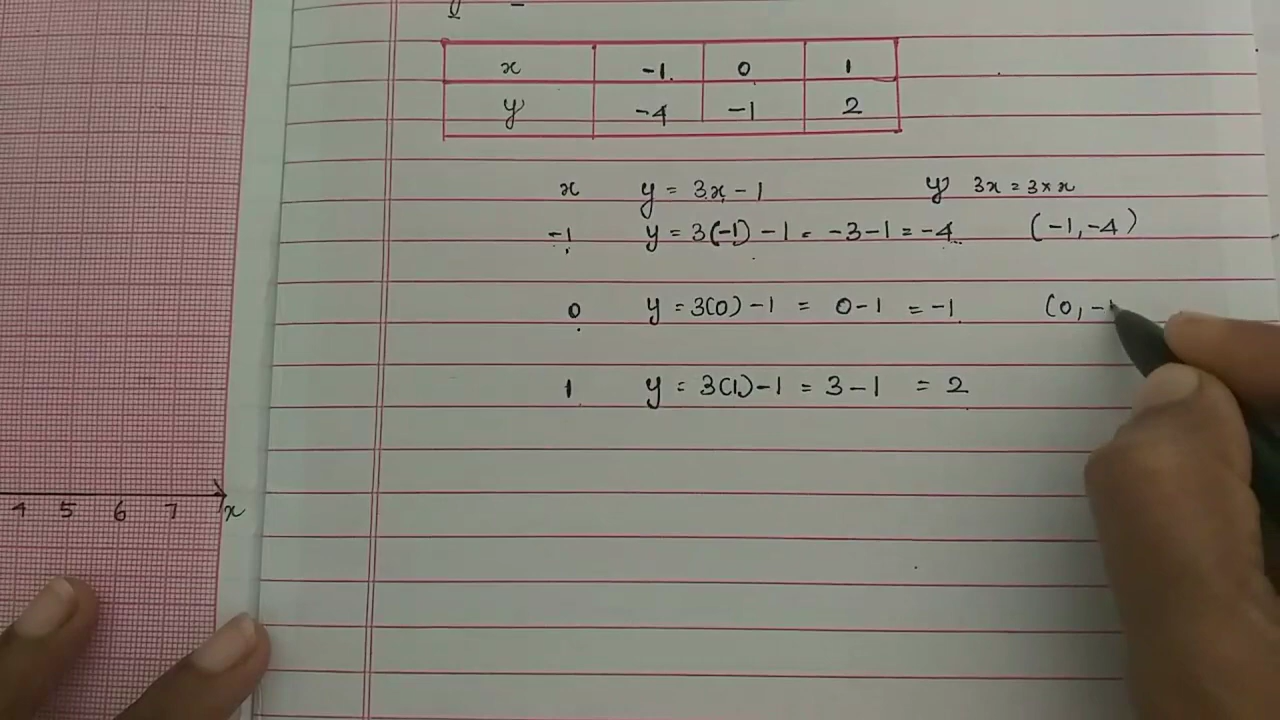 x -1 0 1
y -4 -1 2
x y = 3x - 1 y 3x = 3 × x
-1 y = 3(-1) - 1 = -3 - 1 = -4 (-1, -4)
0 y = 3(0) - 1 = 0 - 1 = -1 (0, -1
1 y = 3(1) - 1 = 3 - 1 = 2
4 5 6 7 x